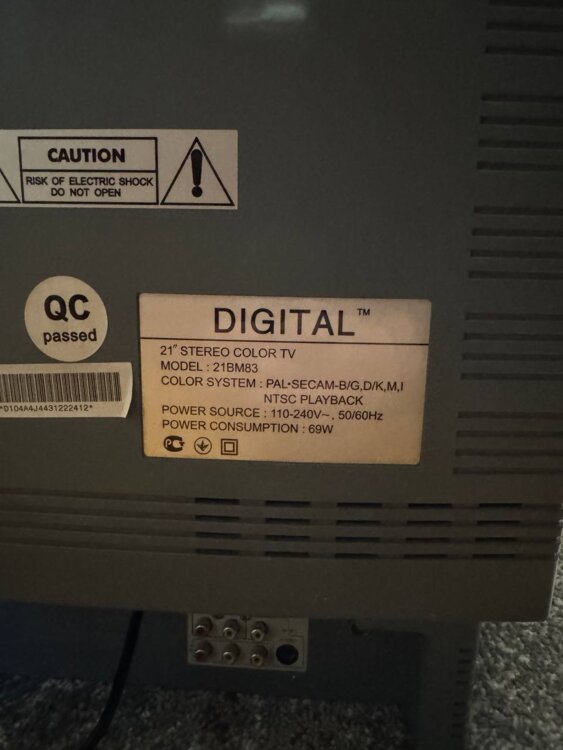 CAUTION
RISK OF ELECTRIC SHOCK
DO NOT OPEN
QC
passed
DIGITAL™
21" STEREO COLOR TV
MODEL : 21BM83
COLOR SYSTEM : PAL•SECAM-B/G,D/K,M,I
NTSC PLAYBACK
POWER SOURCE : 110-240V~, 50/60Hz
POWER CONSUMPTION : 69W
*D104A4J4431222412*